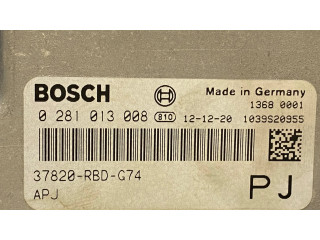 BOSCH Made in Germany
1368 0001
0 281 013 008 810 12-12-20 1039S20955
37820-RBD-G74
APJ PJ